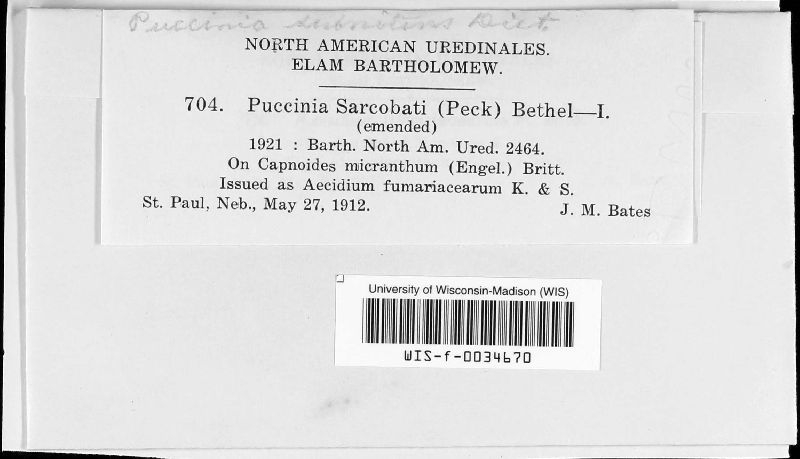 Puccinia subnitens Diet
NORTH AMERICAN UREDINALES.
ELAM BARTHOLOMEW.
704. Puccinia Sarcobati (Peck) Bethel—I.
(emended)
1921 : Barth. North Am. Ured. 2464.
On Capnoides micranthum (Engel.) Britt.
Issued as Aecidium fumariacearum K. & S.
St. Paul, Neb., May 27, 1912. J. M. Bates
University of Wisconsin-Madison (WIS)
WIS-f-0034670